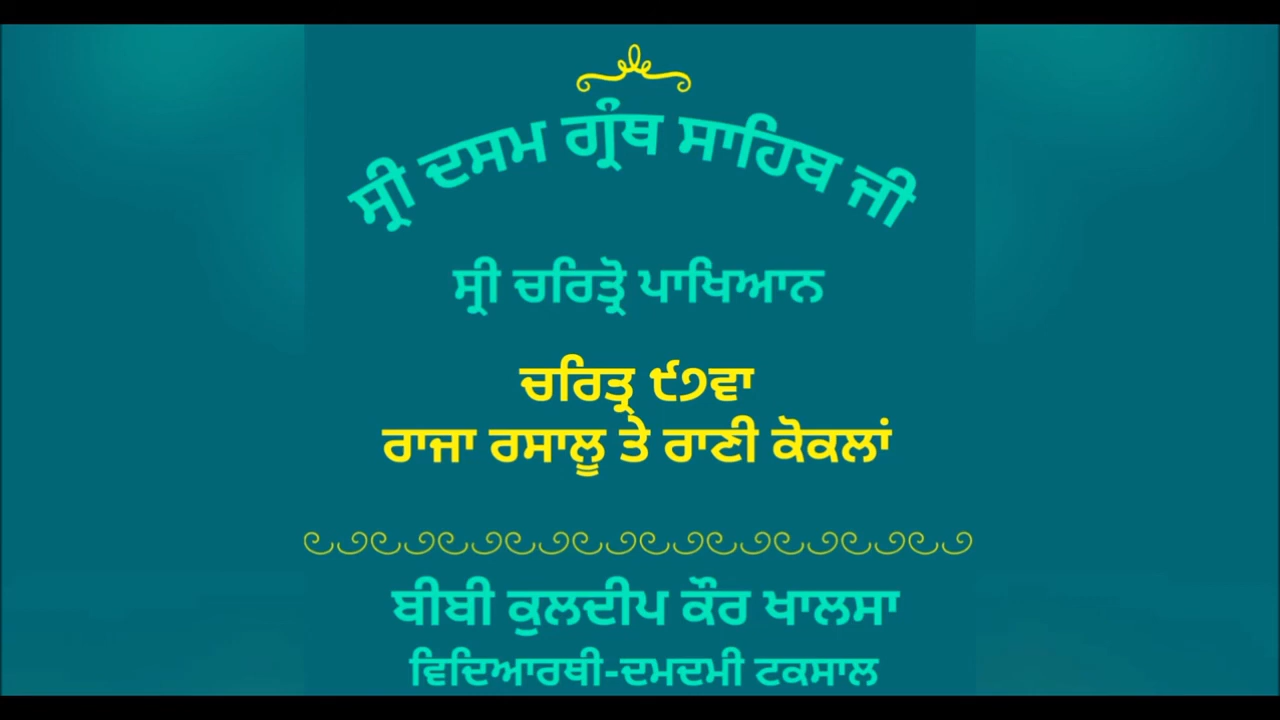 ਸ੍ਰੀ ਦਸਮ ਗ੍ਰੰਥ ਸਾਹਿਬ ਜੀ
ਸ੍ਰੀ ਚਰਿਤ੍ਰੋ ਪਾਖਿਆਨ
ਚਰਿਤ੍ਰ ੯੭ਵਾ
ਰਾਜਾ ਰਸਾਲੂ ਤੇ ਰਾਣੀ ਕੋਕਲਾਂ
ਬੀਬੀ ਕੁਲਦੀਪ ਕੌਰ ਖਾਲਸਾ
ਵਿਦਿਆਰਥੀ-ਦਮਦਮੀ ਟਕਸਾਲ